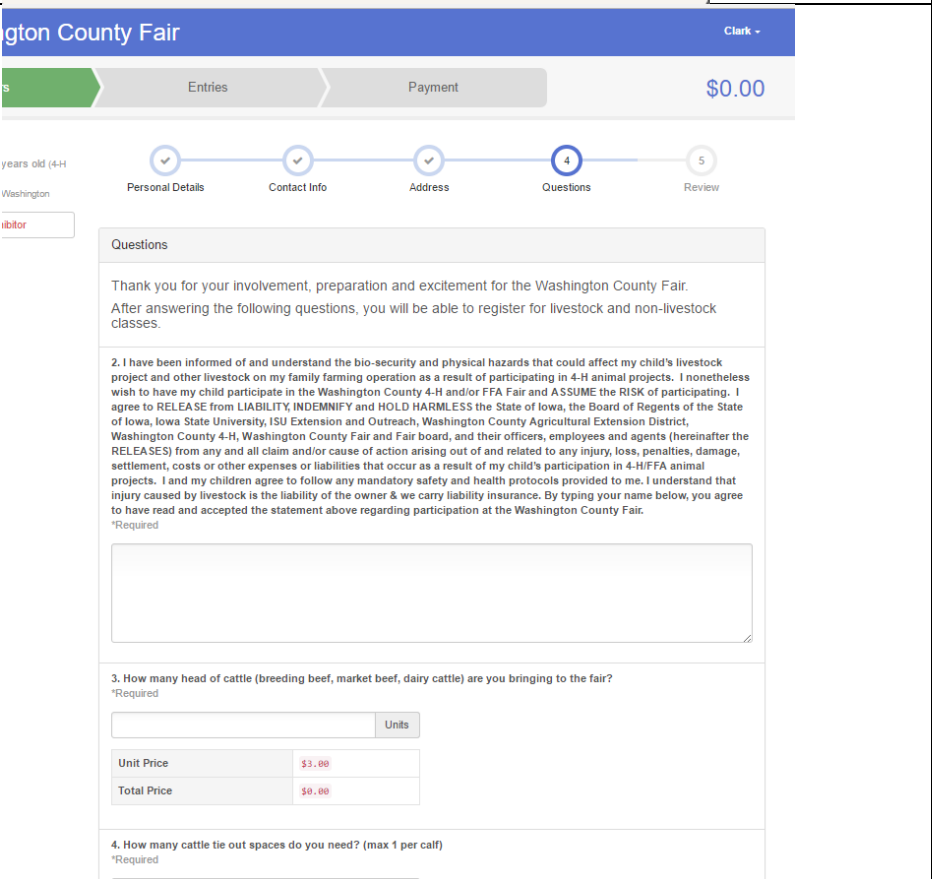 gton County Fair
Clark
s
Entries
Payment
$0.00
years old (4-H
Washington
ibitor
4
5
Personal Details
Contact Info
Address
Questions
Review
Questions
Thank you for your involvement, preparation and excitement for the Washington County Fair.
After answering the following questions, you will be able to register for livestock and non-livestock
classes.
2. I have been informed of and understand the bio-security and physical hazards that could affect my child's livestock
project and other livestock on my family farming operation as a result of participating in 4-H animal projects. I nonetheless
wish to have my child participate in the Washington County 4-H and/or FFA Fair and ASSUME the RISK of participating. I
agree to RELEASE from LIABILITY, INDEMNIFY and HOLD HARMLESS the State of Iowa, the Board of Regents of the State
of Iowa, Iowa State University, ISU Extension and Outreach, Washington County Agricultural Extension District,
Washington County 4-H, Washington County Fair and Fair board, and their officers, employees and agents (hereinafter the
RELEASES) from any and all claim and/or cause of action arising out of and related to any injury, loss, penalties, damage,
settlement, costs or other expenses or liabilities that occur as a result of my child's participation in 4-H/FFA animal
projects. I and my children agree to follow any mandatory safety and health protocols provided to me. I understand that
injury caused by livestock is the liability of the owner & we carry liability insurance. By typing your name below, you agree
to have read and accepted the statement above regarding participation at the Washington County Fair.
*Required
3. How many head of cattle (breeding beef, market beef, dairy cattle) are you bringing to the fair?
*Required
Units
Unit Price $3.00
Total Price $0.00
4. How many cattle tie out spaces do you need? (max 1 per calf)
*Required